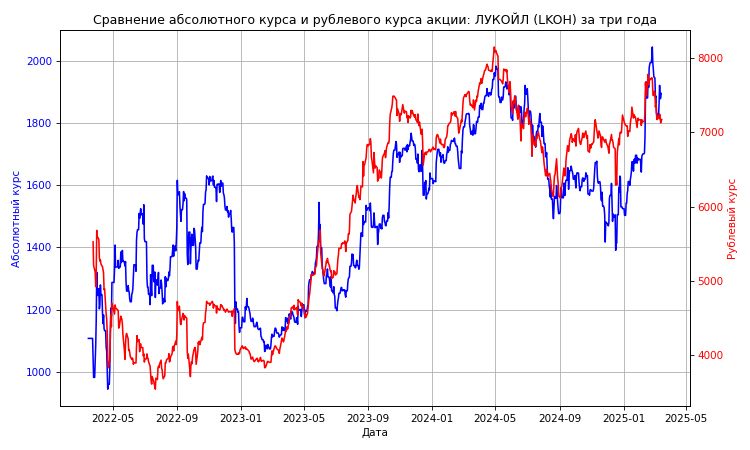 Сравнение абсолютного курса и рублевого курса акции: ЛУКОЙЛ (LKOH) за три года
Абсолютный курс
2000
1800
1600
1400
1200
1000
8000
7000
6000
5000
4000
Рублевый курс
2022-05 2022-09 2023-01 2023-05 2023-09 2024-01 2024-05 2024-09 2025-01 2025-05
Дата